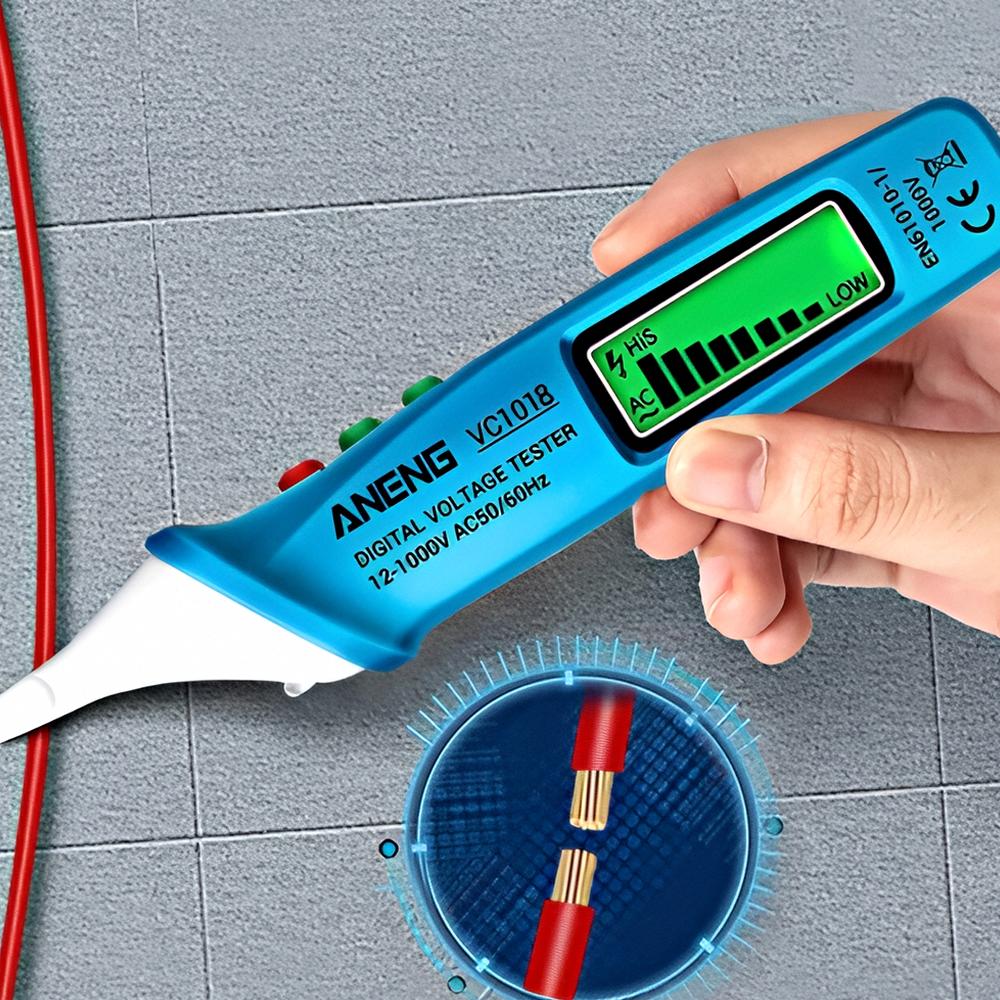 ANENG VC1018
DIGITAL VOLTAGE TESTER
12-1000V AC50/60Hz
HiS
AC
LOW
EN61010-1/
1000V
CE